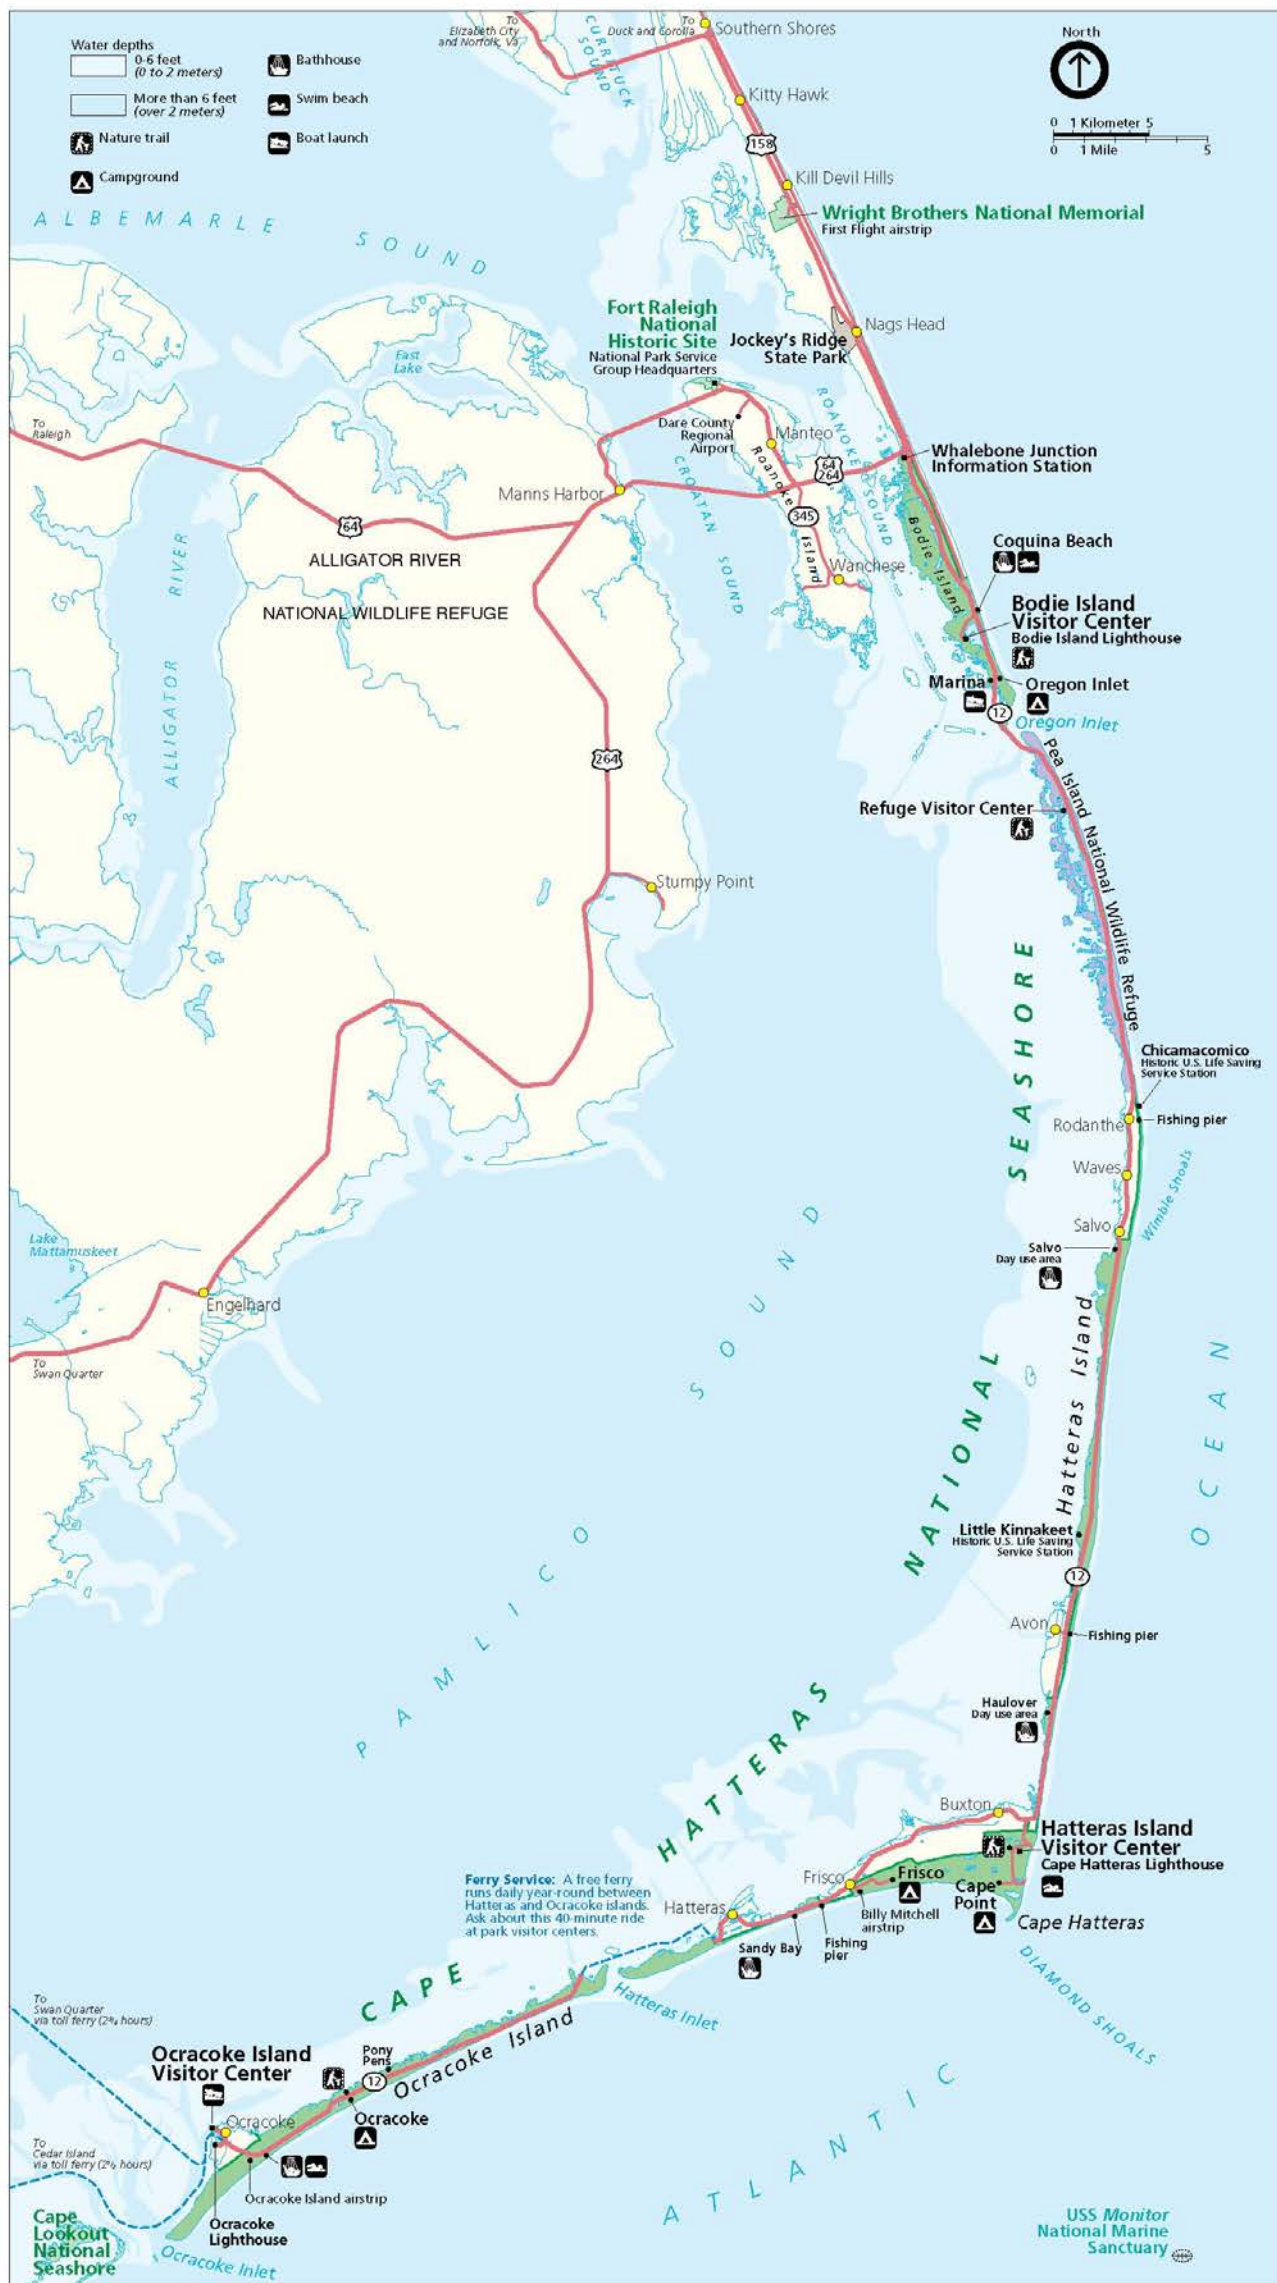 Water depths
0-6 feet
(0 to 2 meters)
More than 6 feet
(over 2 meters)
Nature trail
Campground
Bathhouse
Swim beach
Boat launch
To
Elizabeth City
and Norfolk, Va
CURRITUCK
SOUND
To
Duck and Corolla
Southern Shores
North
0 1 Kilometer 5
0 1 Mile 5
Kitty Hawk
158
Kill Devil Hills
Wright Brothers National Memorial
First Flight airstrip
ALBEMARLE SOUND
Fort Raleigh
National
Historic Site
National Park Service
Group Headquarters
Jockey's Ridge
State Park
Nags Head
East
Lake
To
Raleigh
Dare County
Regional
Airport
Manteo
Roanoke Island
ROANOKE SOUND
CROATAN SOUND
64
264
Whalebone Junction
Information Station
Manns Harbor
64
345
ALLIGATOR RIVER
NATIONAL WILDLIFE REFUGE
ALLIGATOR RIVER
Wanchese
Bodie Island
Coquina Beach
Bodie Island
Visitor Center
Bodie Island Lighthouse
Marina
Oregon Inlet
12
Oregon Inlet
264
Pea Island National Wildlife Refuge
Refuge Visitor Center
Stumpy Point
Chicamacomico
Historic U.S. Life Saving
Service Station
Rodanthe
Fishing pier
Waves
Wimble Shoals
Salvo
Salvo
Day use area
Lake
Mattamuskeet
Engelhard
To
Swan Quarter
Hatteras Island
PAMLICO SOUND
Little Kinnakeet
Historic U.S. Life Saving
Service Station
12
Avon
Fishing pier
Haulover
Day use area
Buxton
Hatteras Island
Visitor Center
Cape Hatteras Lighthouse
Frisco
Frisco
Cape
Point
Cape Hatteras
Billy Mitchell
airstrip
Fishing
pier
Sandy Bay
Hatteras
Ferry Service: A free ferry
runs daily year-round between
Hatteras and Ocracoke islands.
Ask about this 40-minute ride
at park visitor centers.
CAPE HATTERAS NATIONAL SEASHORE
DIAMOND SHOALS
Hatteras Inlet
Ocracoke Island
To
Swan Quarter
via toll ferry (2¾ hours)
Ocracoke Island
Visitor Center
Pony
Pens
12
Ocracoke
Ocracoke
To
Cedar Island
via toll ferry (2¼ hours)
Ocracoke Island airstrip
Ocracoke
Lighthouse
Ocracoke Inlet
Cape
Lookout
National
Seashore
ATLANTIC OCEAN
USS Monitor
National Marine
Sanctuary